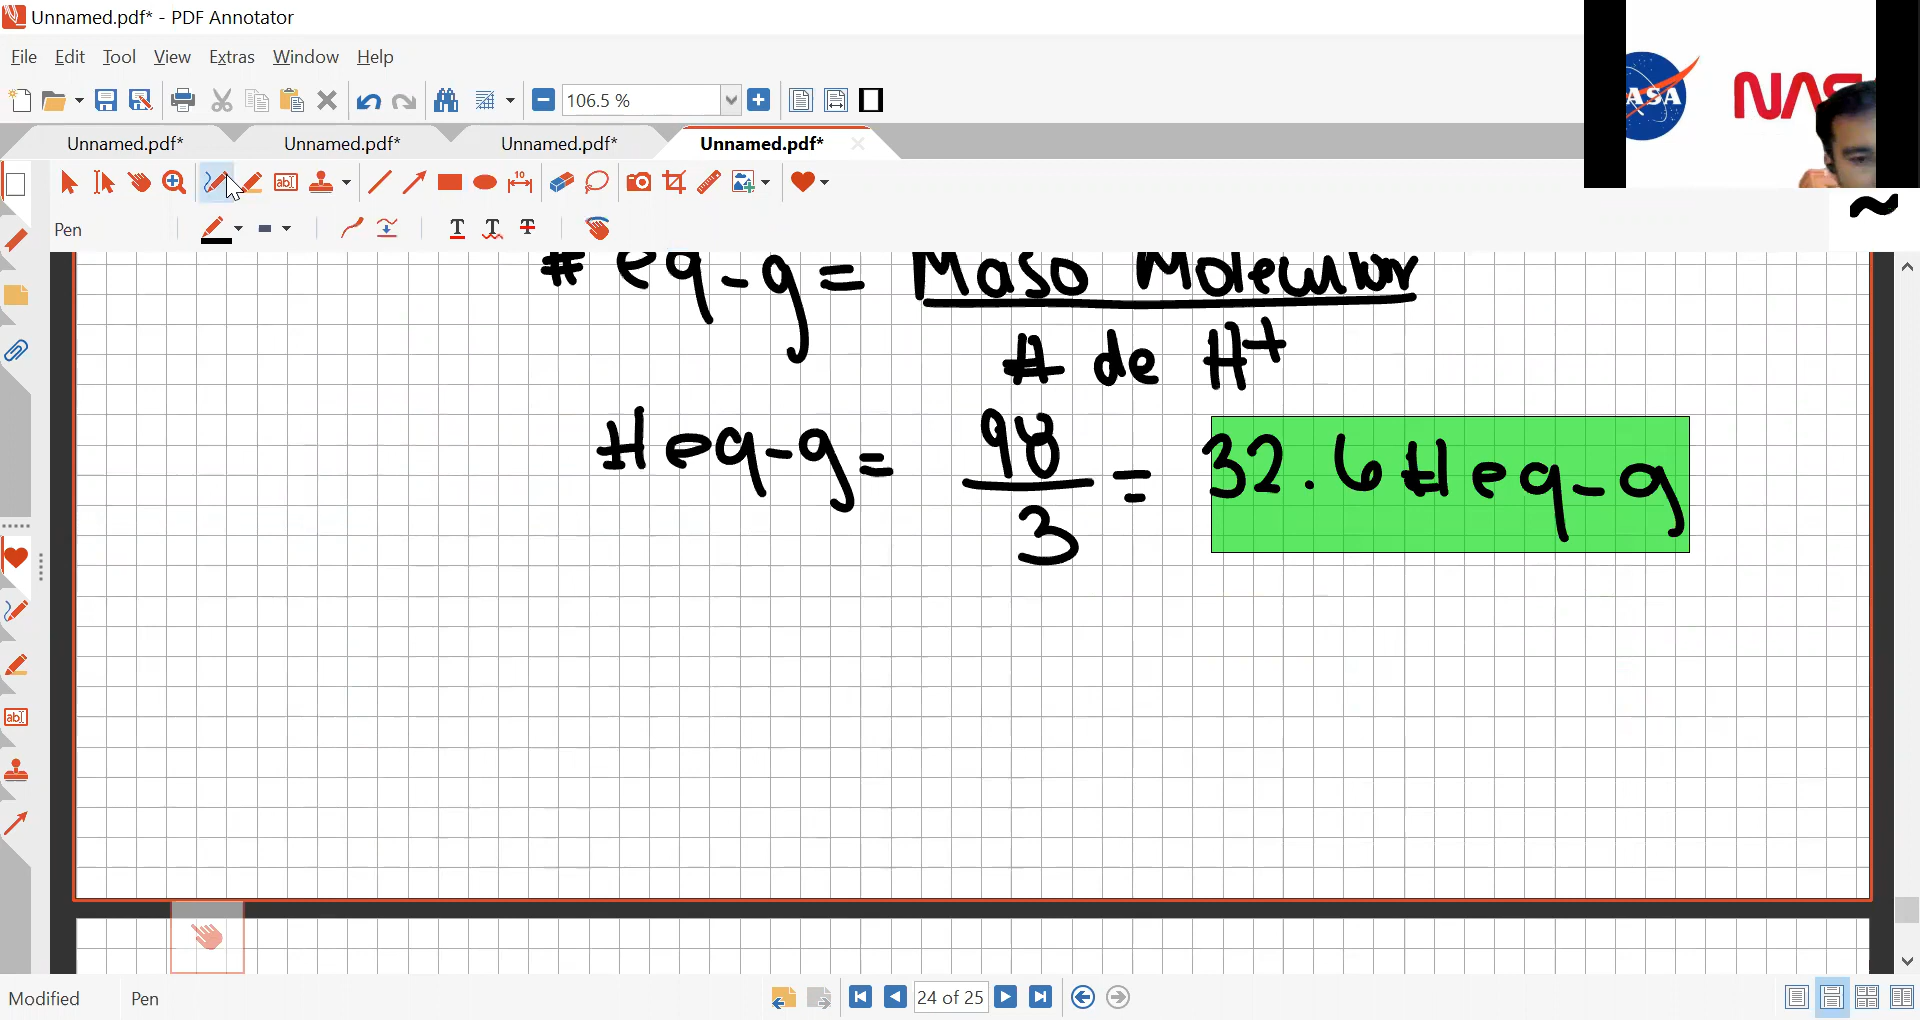 Unnamed.pdf* - PDF Annotator
File Edit Tool View Extras Window Help
106.5 %
Unnamed.pdf* Unnamed.pdf* Unnamed.pdf* Unnamed.pdf*
Pen
# eq-g = Masa Molecular
# de H+
# eq-g = 98
3
= 32.6 # eq-g
Modified Pen 24 of 25